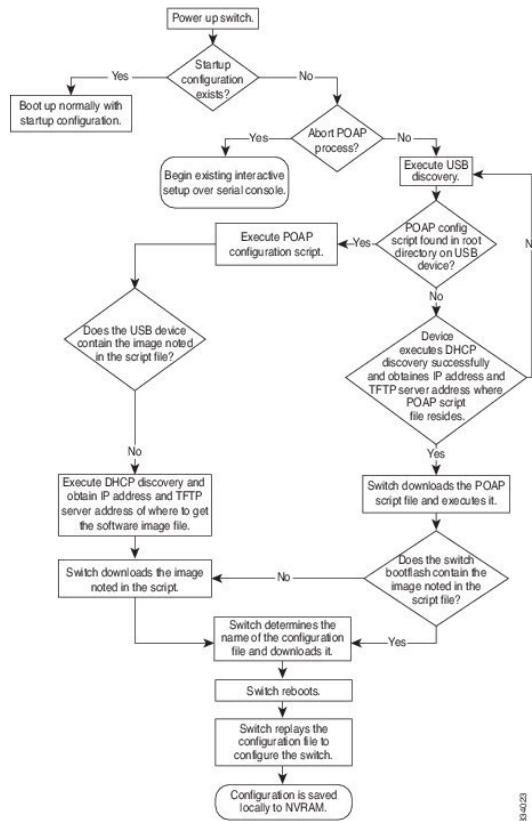 Power up switch.
Startup
configuration
exists?
Yes
No
Boot up normally with
startup configuration.
Abort POAP
process?
Yes
No
Begin existing interactive
setup over serial console.
Execute USB
discovery.
POAP config
script found in root
directory on USB
device?
Yes
N
Execute POAP
configuration script.
No
Does the USB device
contain the image noted
in the script file?
Device
executes DHCP
discovery successfully
and obtaines IP address and
TFTP server address where
POAP script
file resides.
No
Yes
Execute DHCP discovery and
obtain IP address and TFTP
server address of where to get
the software image file.
Switch downloads the POAP
script file and executes it.
Switch downloads the image
noted in the script.
No
Does the switch
bootflash contain the
image noted in the
script file?
Yes
Switch determines the
name of the configuration
file and downloads it.
Switch reboots.
Switch replays the
configuration file to
configure the switch.
Configuration is saved
locally to NVRAM.
334023